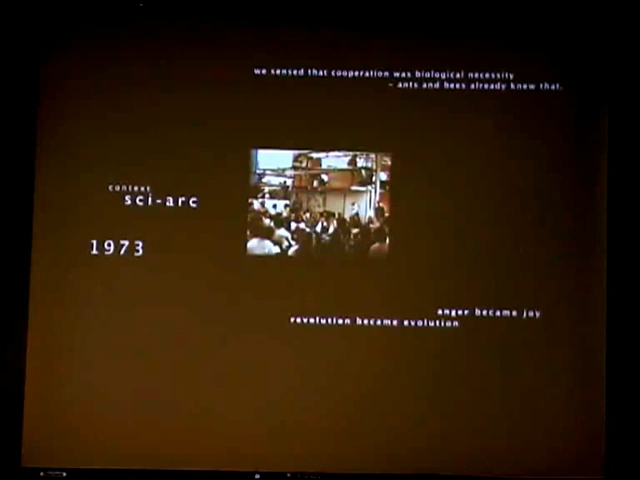 we sensed that cooperation was biological necessity
– ants and bees already knew that.
context
sci-arc
1973
anger became joy
revolution became evolution